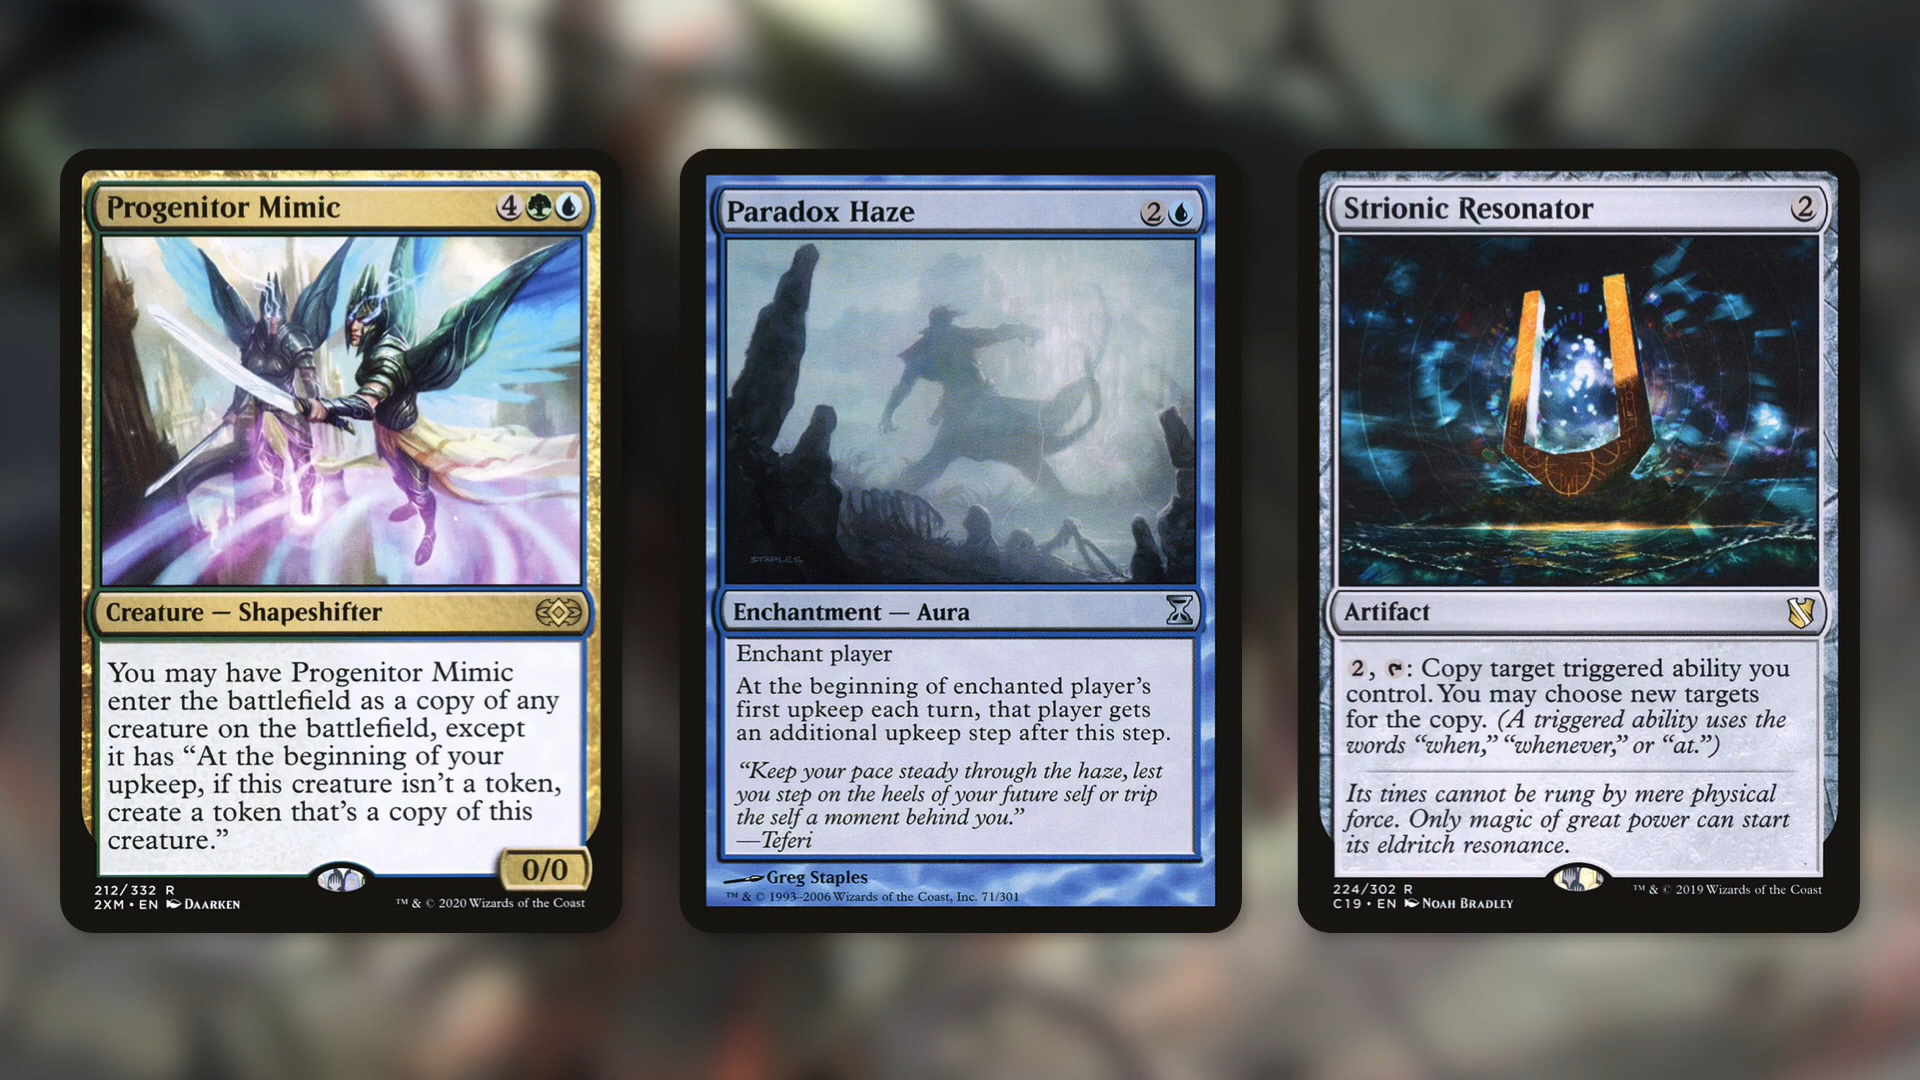 Progenitor Mimic 4
Creature — Shapeshifter
You may have Progenitor Mimic
enter the battlefield as a copy of any
creature on the battlefield, except
it has “At the beginning of your
upkeep, if this creature isn’t a token,
create a token that’s a copy of this
creature.”
0/0
212/332 R
2XM • EN DAARKEN
™ & © 2020 Wizards of the Coast
Paradox Haze 2
STAPLES
Enchantment — Aura
Enchant player
At the beginning of enchanted player’s
first upkeep each turn, that player gets
an additional upkeep step after this step.
“Keep your pace steady through the haze, lest
you step on the heels of your future self or trip
the self a moment behind you.”
—Teferi
Greg Staples
™ & © 1993–2006 Wizards of the Coast, Inc. 71/301
Strionic Resonator 2
Artifact
2, : Copy target triggered ability you
control. You may choose new targets
for the copy. (A triggered ability uses the
words “when,” “whenever,” or “at.”)
Its tines cannot be rung by mere physical
force. Only magic of great power can start
its eldritch resonance.
224/302 R
C19 • EN NOAH BRADLEY
™ & © 2019 Wizards of the Coast